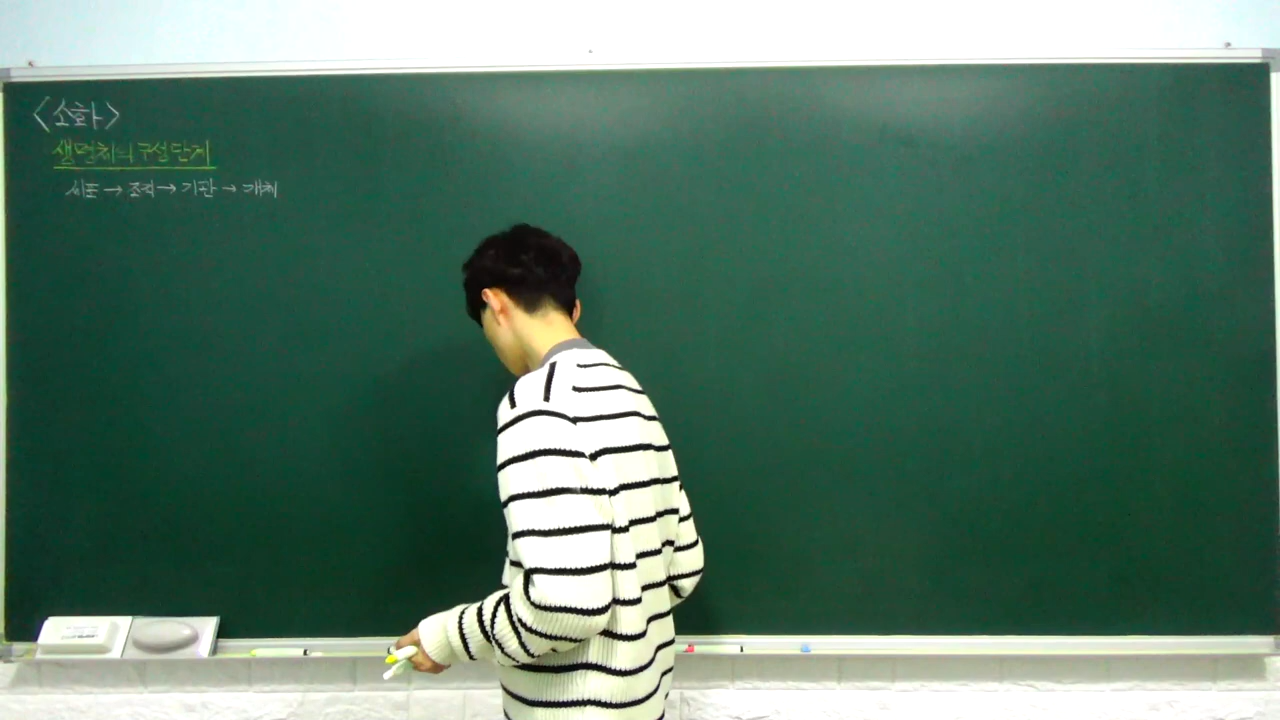 <소화>
생명체의 구성단계
세포 → 조직 → 기관 → 개체